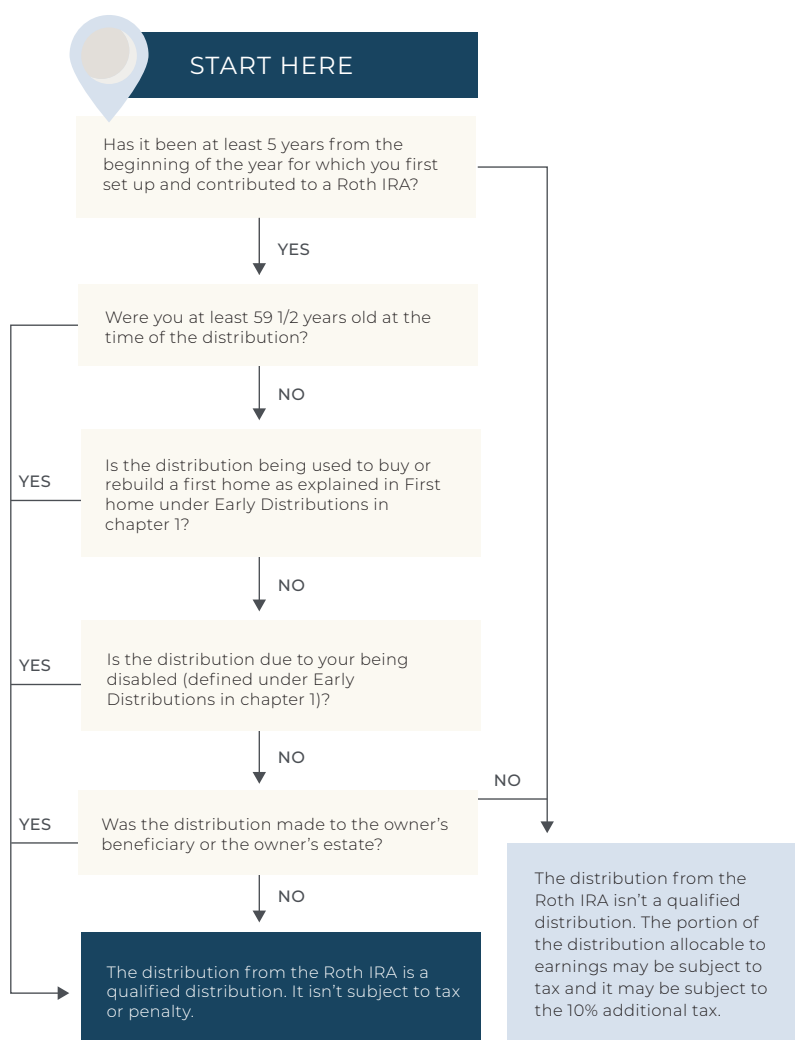 START HERE
Has it been at least 5 years from the
beginning of the year for which you first
set up and contributed to a Roth IRA?
YES
Were you at least 59 1/2 years old at the
time of the distribution?
NO
YES
Is the distribution being used to buy or
rebuild a first home as explained in First
home under Early Distributions in
chapter 1?
NO
YES
Is the distribution due to your being
disabled (defined under Early
Distributions in chapter 1)?
NO
NO
YES
Was the distribution made to the owner's
beneficiary or the owner's estate?
NO
The distribution from the Roth IRA is a
qualified distribution. It isn't subject to tax
or penalty.
The distribution from the
Roth IRA isn't a qualified
distribution. The portion of
the distribution allocable to
earnings may be subject to
tax and it may be subject to
the 10% additional tax.